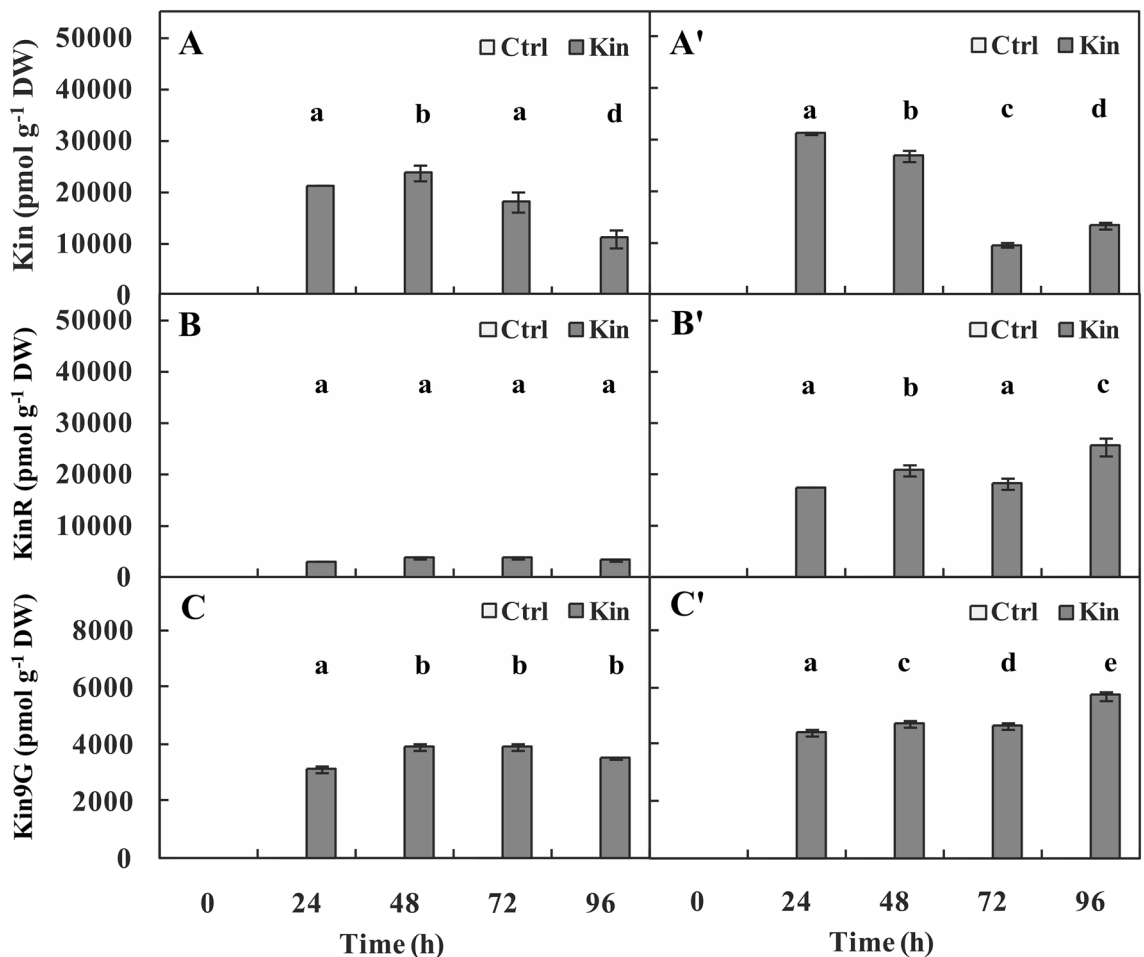 A
Ctrl Kin
50000
40000
30000
20000
10000
0
Kin (pmol g-1 DW)
a b a d
A'
Ctrl Kin
a b c d
B
Ctrl Kin
50000
40000
30000
20000
10000
0
KinR (pmol g-1 DW)
a a a a
B'
Ctrl Kin
a b a c
C
Ctrl Kin
8000
6000
4000
2000
0
Kin9G (pmol g-1 DW)
a b b b
C'
Ctrl Kin
a c d e
0 24 48 72 96
Time (h)
0 24 48 72 96
Time (h)